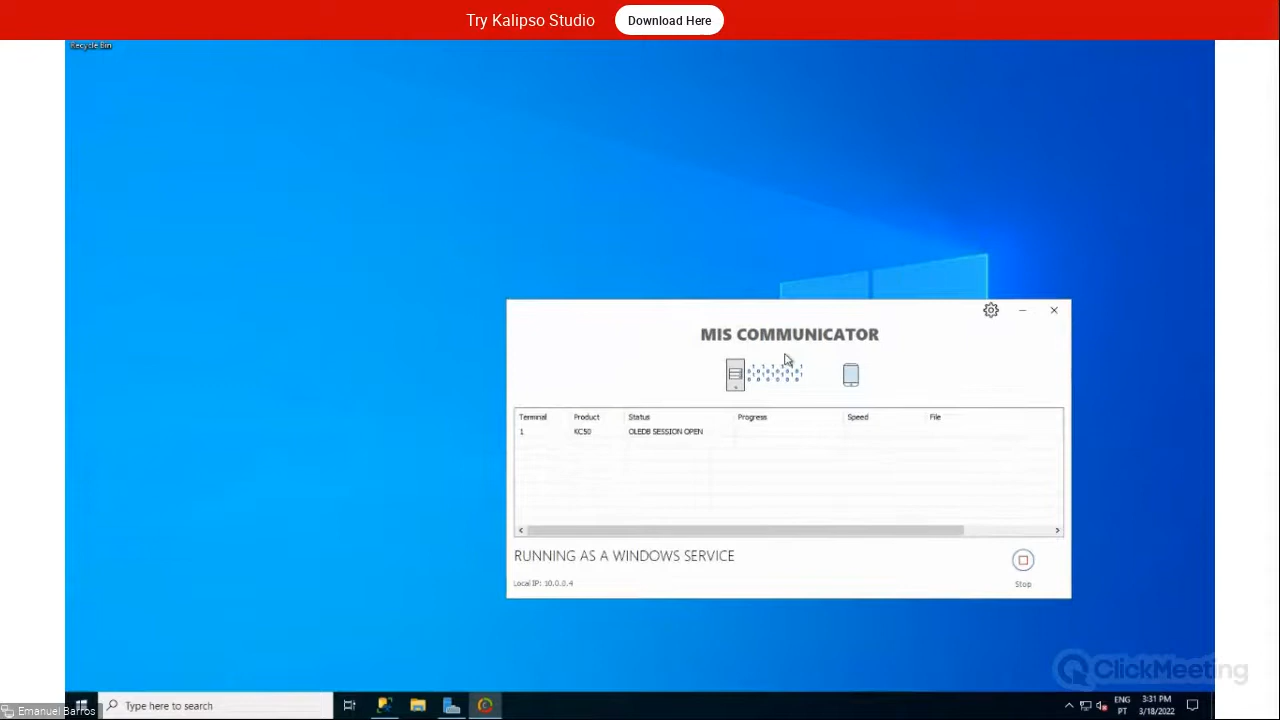 Try Kalipso Studio Download Here
Recycle Bin
MIS COMMUNICATOR
Terminal Product Status Progress Speed File
1 KC50 OLEDB SESSION OPEN
RUNNING AS A WINDOWS SERVICE
Local IP: 10.0.0.4
Stop
ClickMeeting
Emanuel Barros
Type here to search
ENG
PT
3:31 PM
3/18/2022